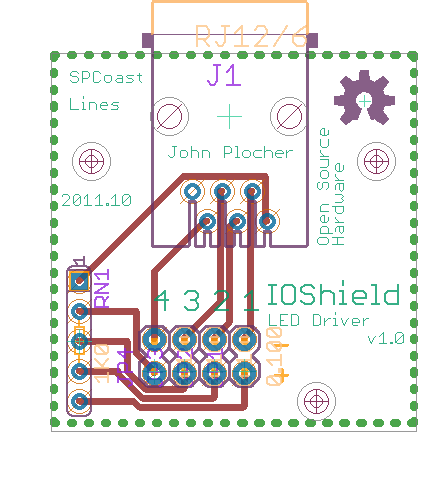 RJ12/6
J1
SPCoast
Lines
John Plocher
Open Source
Hardware
2011.10
1
RN1
4 3 2 1
IOShield
LED Driver
v1.0
1K0
0.100
-
+